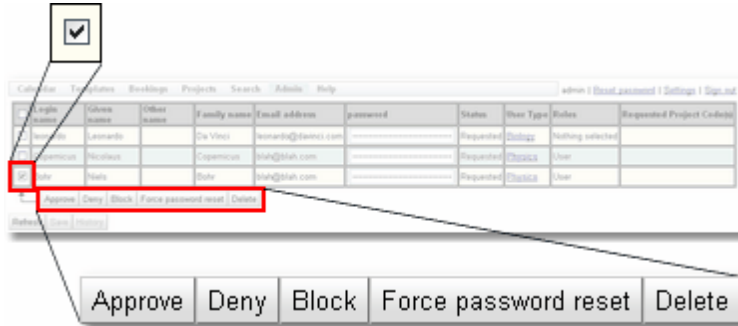 Calendar Templates Bookings Projects Search Admin Help admin | Reset password | Settings | Sign out
Login name Given name Other name Family name Email address password Status User Type Roles Requested Project Code(s)
leonardo Leonardo Da Vinci leonardo@davinci.com Requested Biology Nothing selected
copernicus Nicolaus Copernicus blah@blah.com Requested Physics User
Bohr Niels Bohr blah@blah.com Requested Physics User
Approve Deny Block Force password reset Delete
Refresh Save History
Approve Deny Block Force password reset Delete